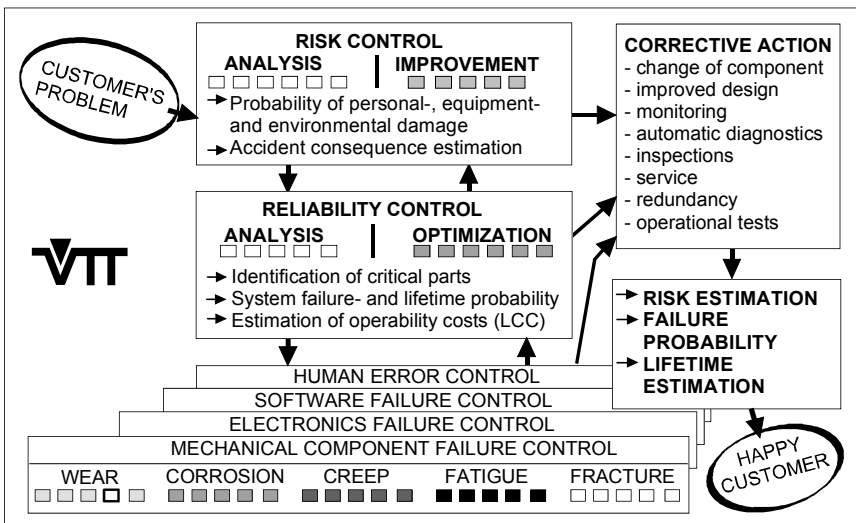 CUSTOMER'S
PROBLEM
RISK CONTROL
ANALYSIS
IMPROVEMENT
Probability of personal-, equipment-
and environmental damage
Accident consequence estimation
CORRECTIVE ACTION
- change of component
- improved design
- monitoring
- automatic diagnostics
- inspections
- service
- redundancy
- operational tests
VTT
RELIABILITY CONTROL
ANALYSIS
OPTIMIZATION
Identification of critical parts
System failure- and lifetime probability
Estimation of operability costs (LCC)
RISK ESTIMATION
FAILURE
PROBABILITY
LIFETIME
ESTIMATION
HUMAN ERROR CONTROL
SOFTWARE FAILURE CONTROL
ELECTRONICS FAILURE CONTROL
MECHANICAL COMPONENT FAILURE CONTROL
WEAR
CORROSION
CREEP
FATIGUE
FRACTURE
HAPPY
CUSTOMER